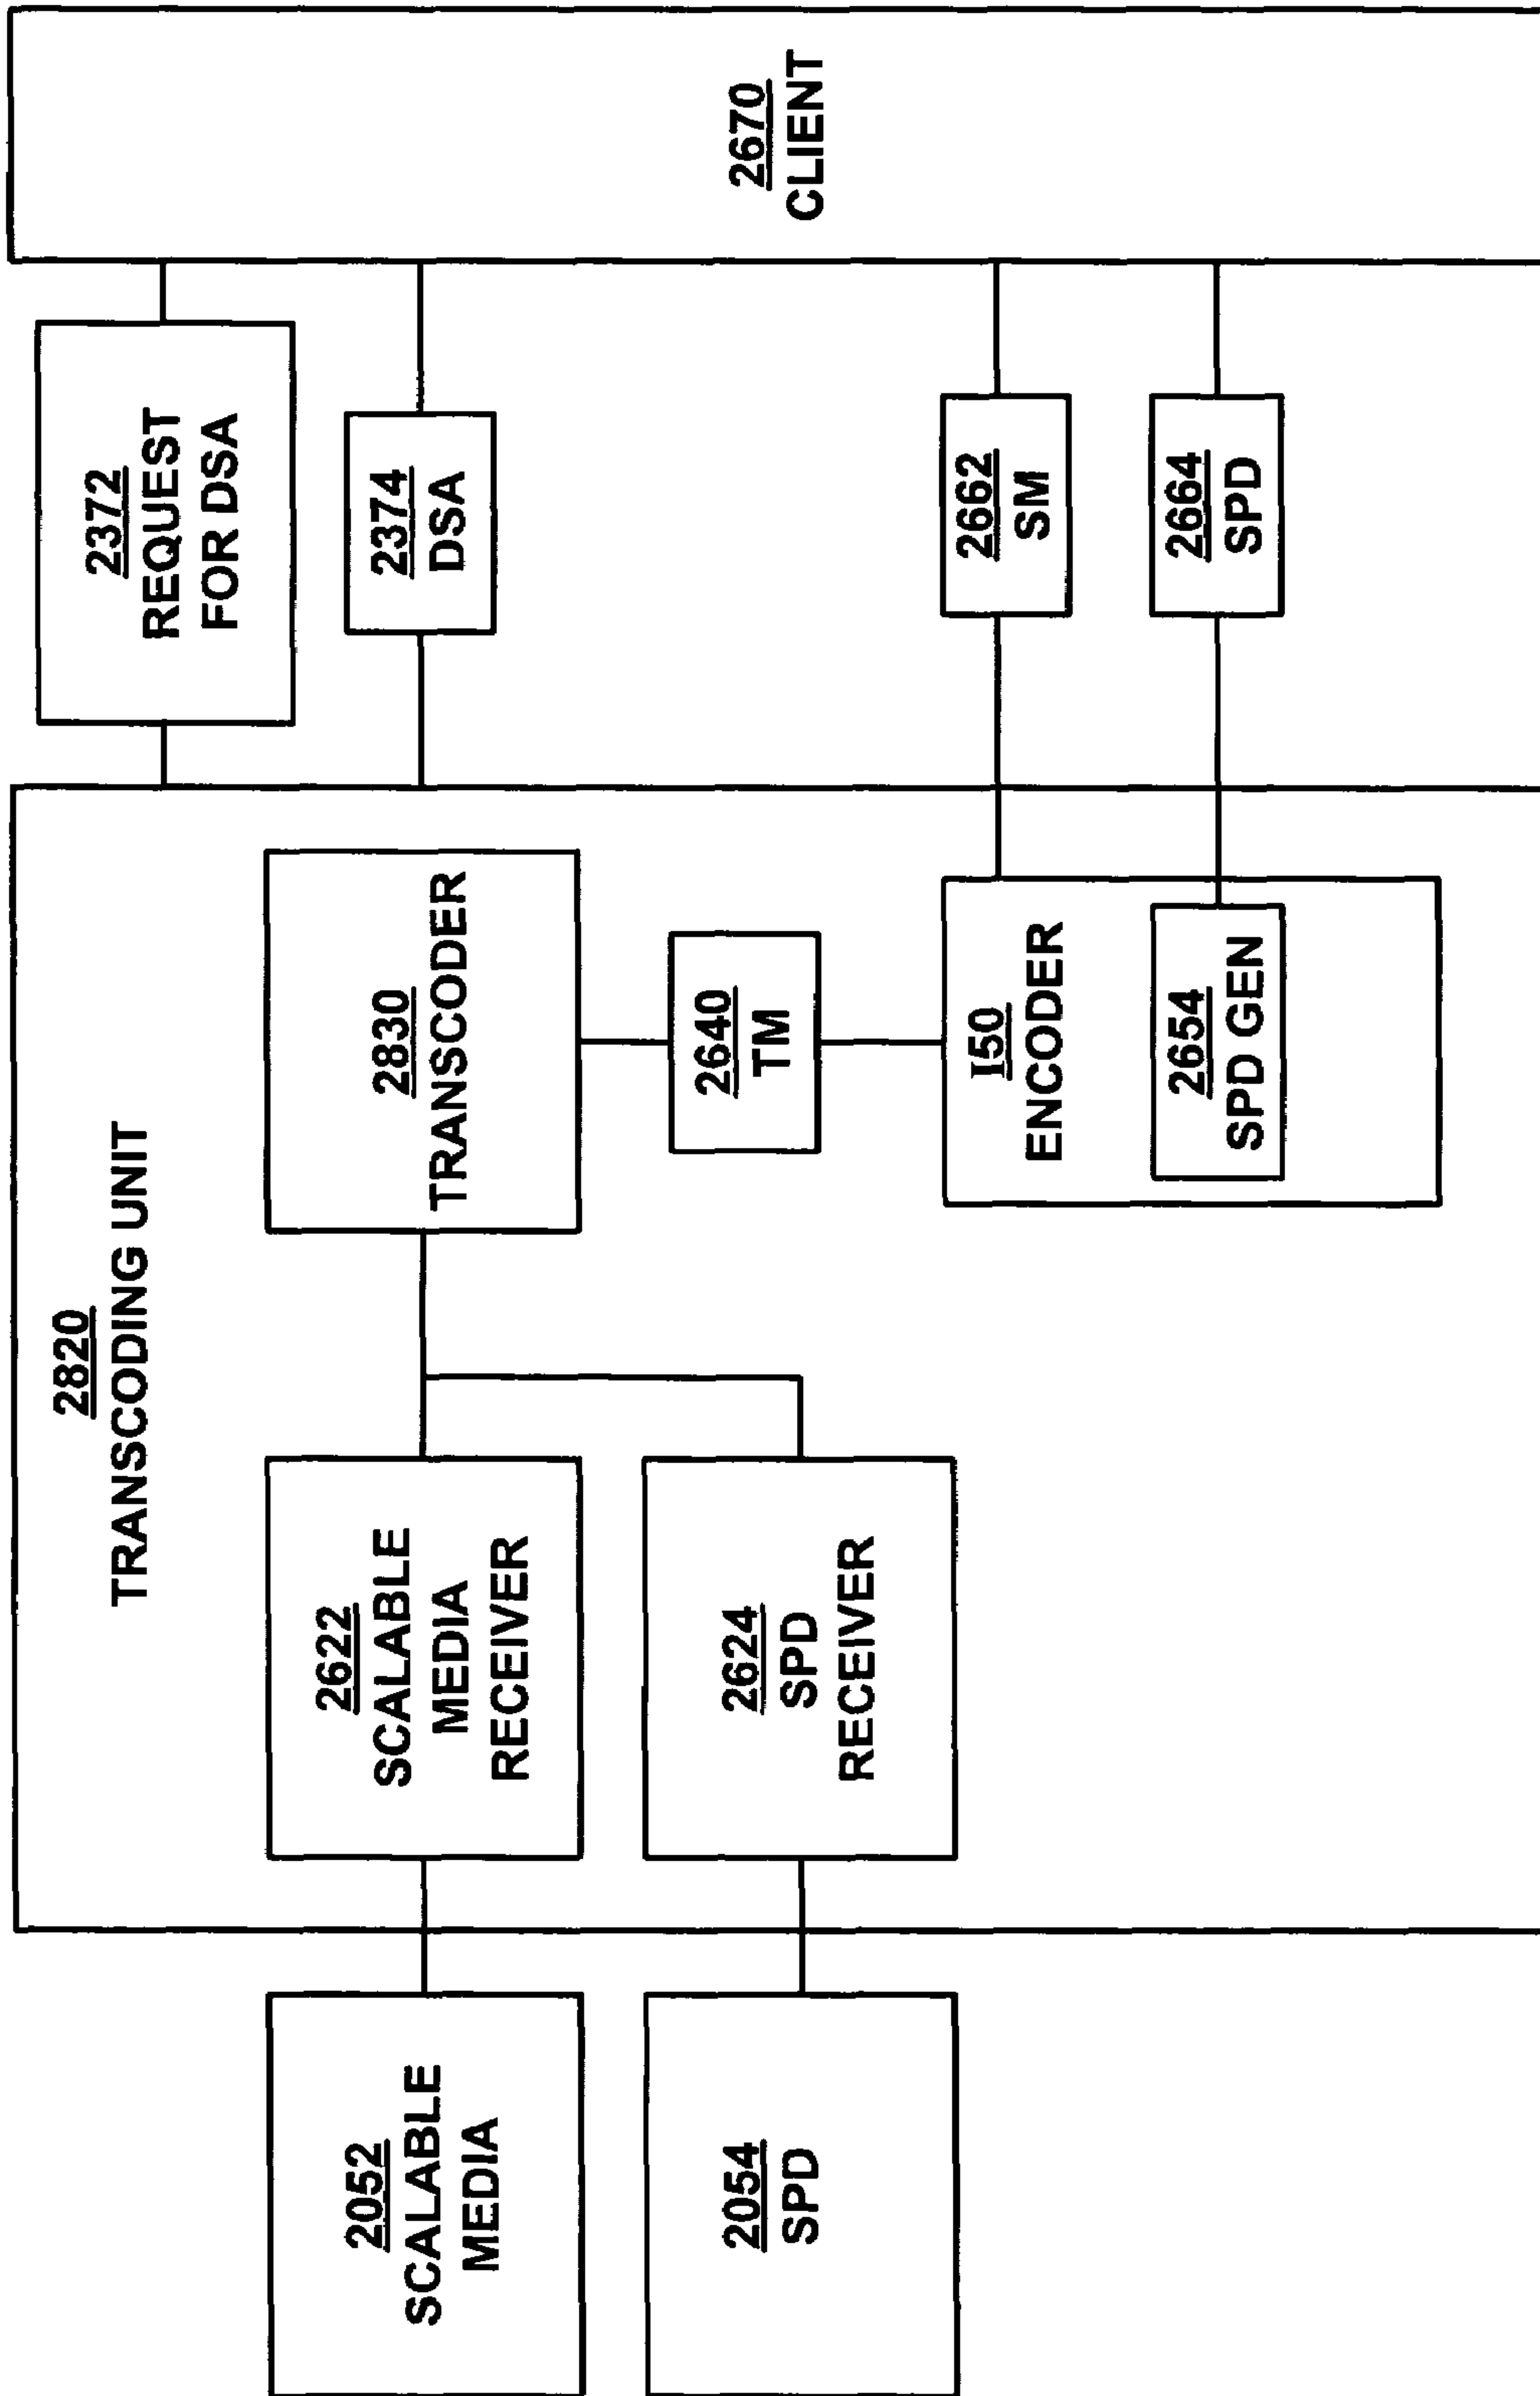 2820
TRANSCODING UNIT
2052
SCALABLE
MEDIA
2054
SPD
2622
SCALABLE
MEDIA
RECEIVER
2624
SPD
RECEIVER
2830
TRANSCODER
2640
TM
I50
ENCODER
2654
SPD GEN
2372
REQUEST
FOR DSA
2374
DSA
2662
SM
2664
SPD
2670
CLIENT